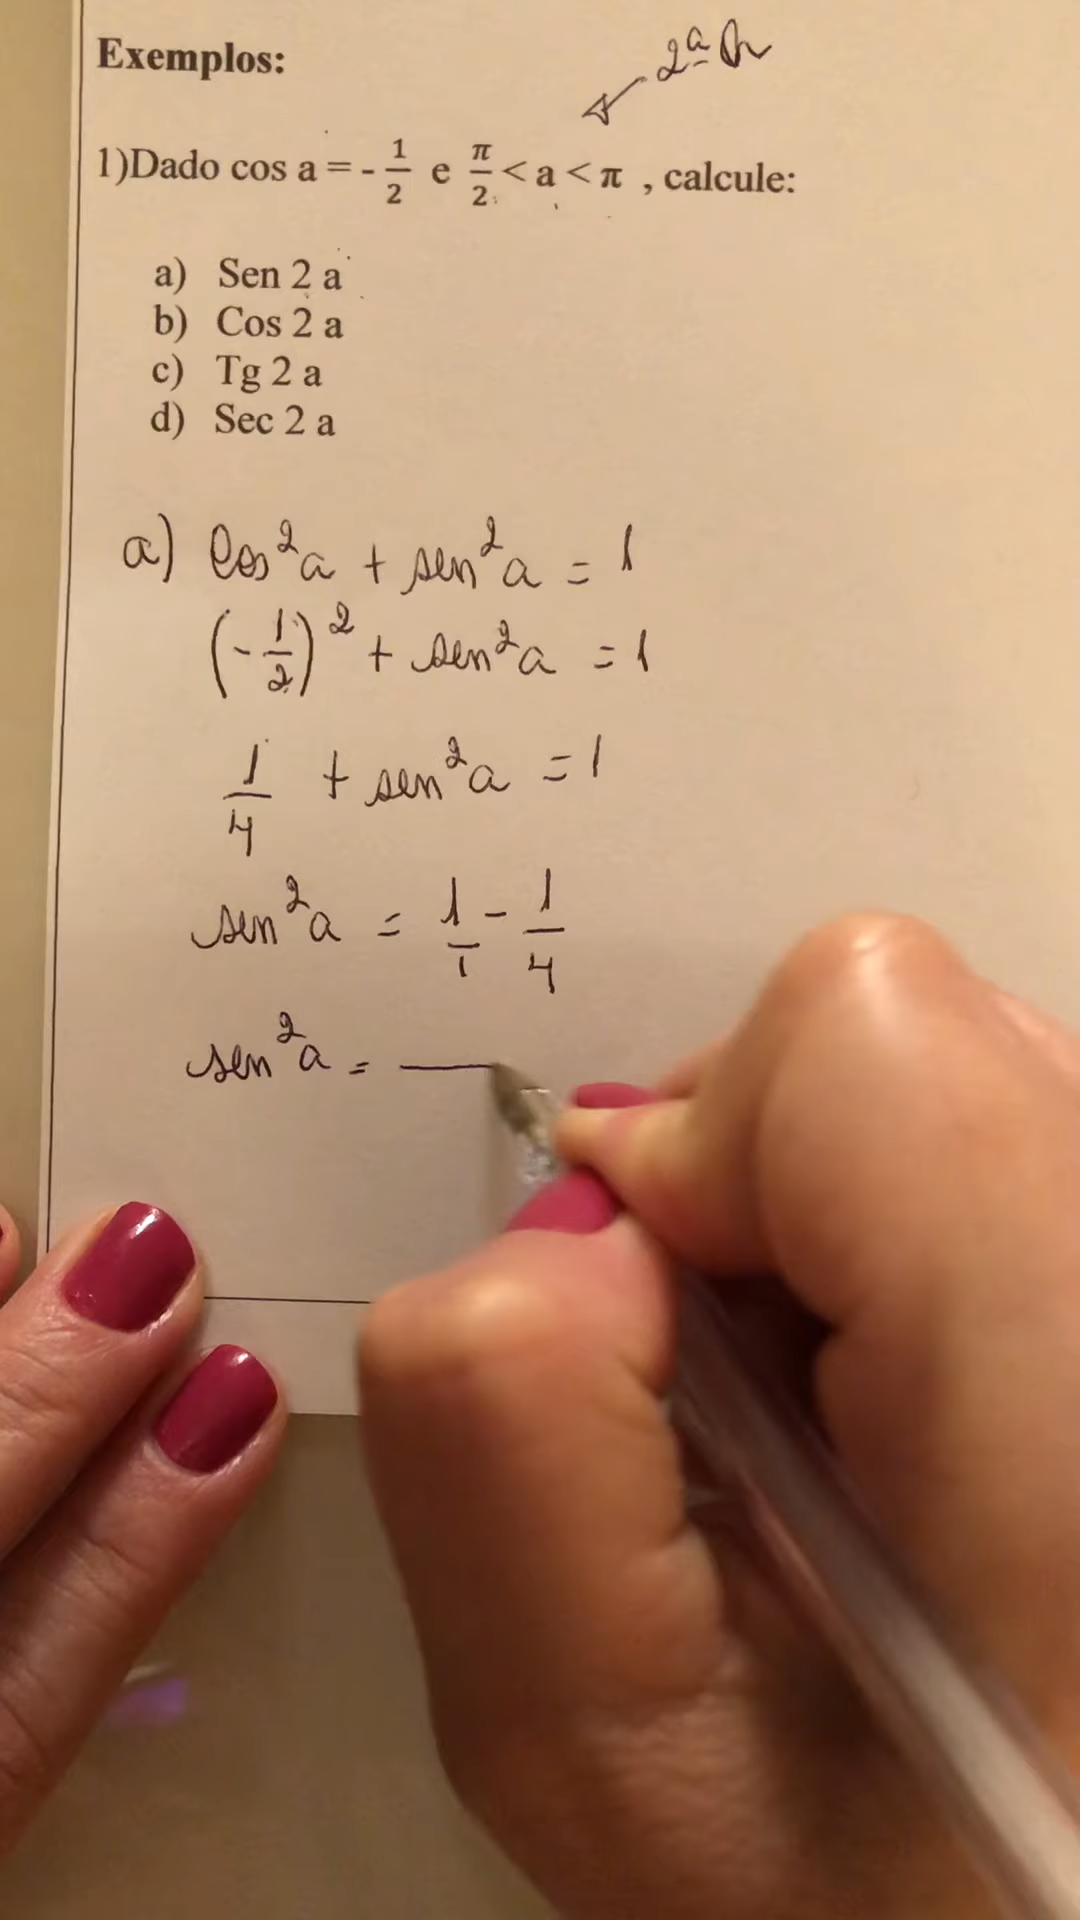 Exemplos:
2ª
1)Dado cos a = - 1/2 e π/2 < a < π , calcule:
a) Sen 2 a
b) Cos 2 a
c) Tg 2 a
d) Sec 2 a
a) Cos²a + sen²a = 1
(-1/2)² + sen²a = 1
1/4 + sen²a = 1
sen²a = 1/1 - 1/4
sen²a =